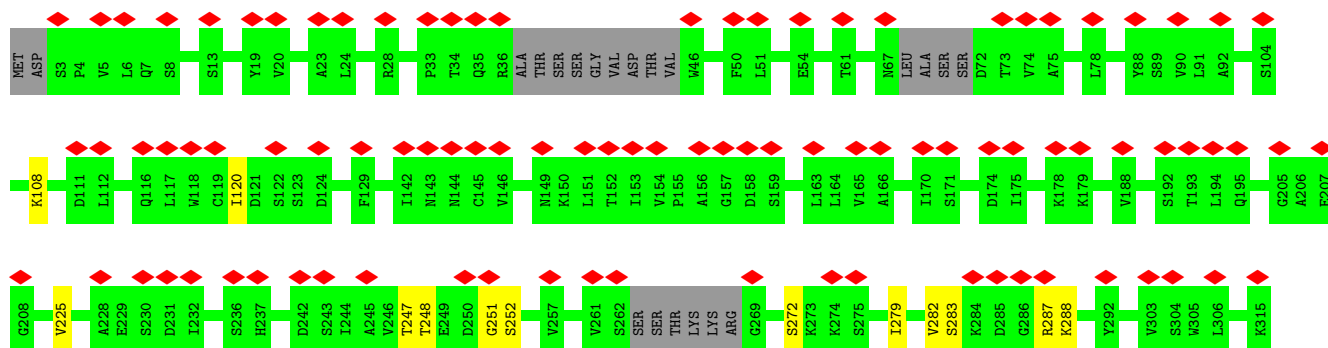 MET ASP S3 P4 V5 L6 Q7 S8 S13 Y19 V20 A23 L24 R28 P33 T34 Q35 R36 ALA THR SER SER GLY VAL ASP THR VAL W46 F50 L51 E54 T61 N67 LEU ALA SER SER D72 T73 V74 A75 L78 Y88 S89 V90 L91 A92 S104
K108 D111 L112 Q116 L117 W118 C119 I120 D121 S122 S123 D124 F129 I142 N143 N144 C145 V146 N149 K150 L151 T152 I153 V154 P155 A156 G157 D158 S159 L163 L164 V165 A166 I170 S171 D174 I175 K178 K179 V188 S192 T193 L194 Q195 G205 A206 E207
G208 V225 A228 E229 S230 D231 I232 S236 H237 D242 S243 I244 A245 V246 T247 T248 E249 D250 G251 S252 V257 V261 S262 SER SER THR LYS LYS ARG G269 S272 K273 K274 S275 I279 V282 S283 K284 D285 G286 R287 K288 Y292 V303 S304 W305 L306 K315